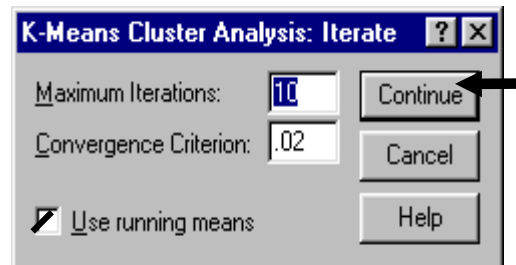 K-Means Cluster Analysis: Iterate ? ×
Maximum Iterations: 10 Continue
Convergence Criterion: .02 Cancel
Use running means Help